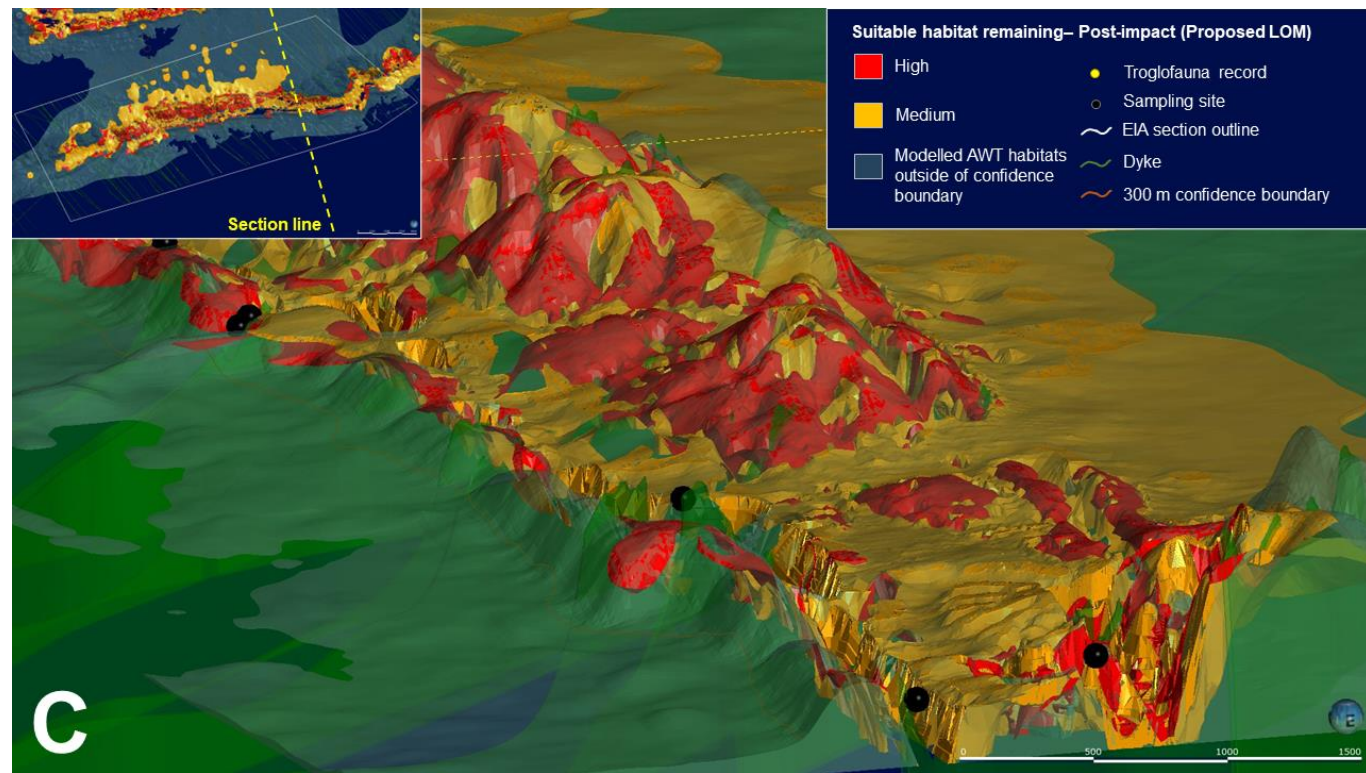 Suitable habitat remaining– Post-impact (Proposed LOM)
High
Medium
Modelled AWT habitats
outside of confidence
boundary
Troglofauna record
Sampling site
EIA section outline
Dyke
300 m confidence boundary
Section line
C
0 500 1000 1500